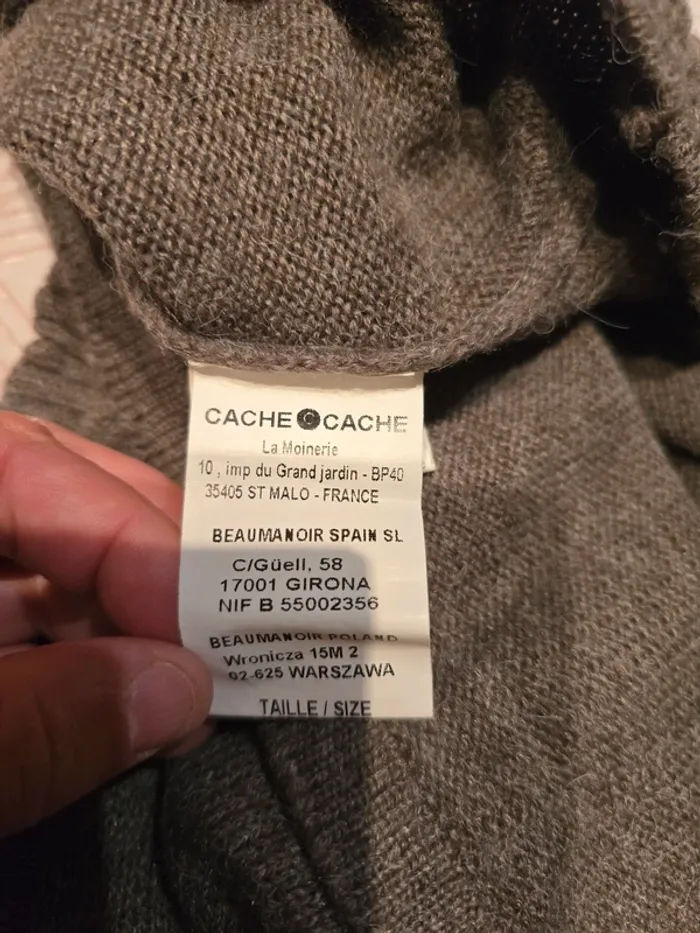 CACHE C CACHE
La Moinerie
10 , imp du Grand jardin - BP40
35405 ST MALO - FRANCE
BEAUMANOIR SPAIN SL
C/Güell, 58
17001 GIRONA
NIF B 55002356
BEAUMANOIR POLAND
Wronicza 15M 2
02-625 WARSZAWA
TAILLE / SIZE